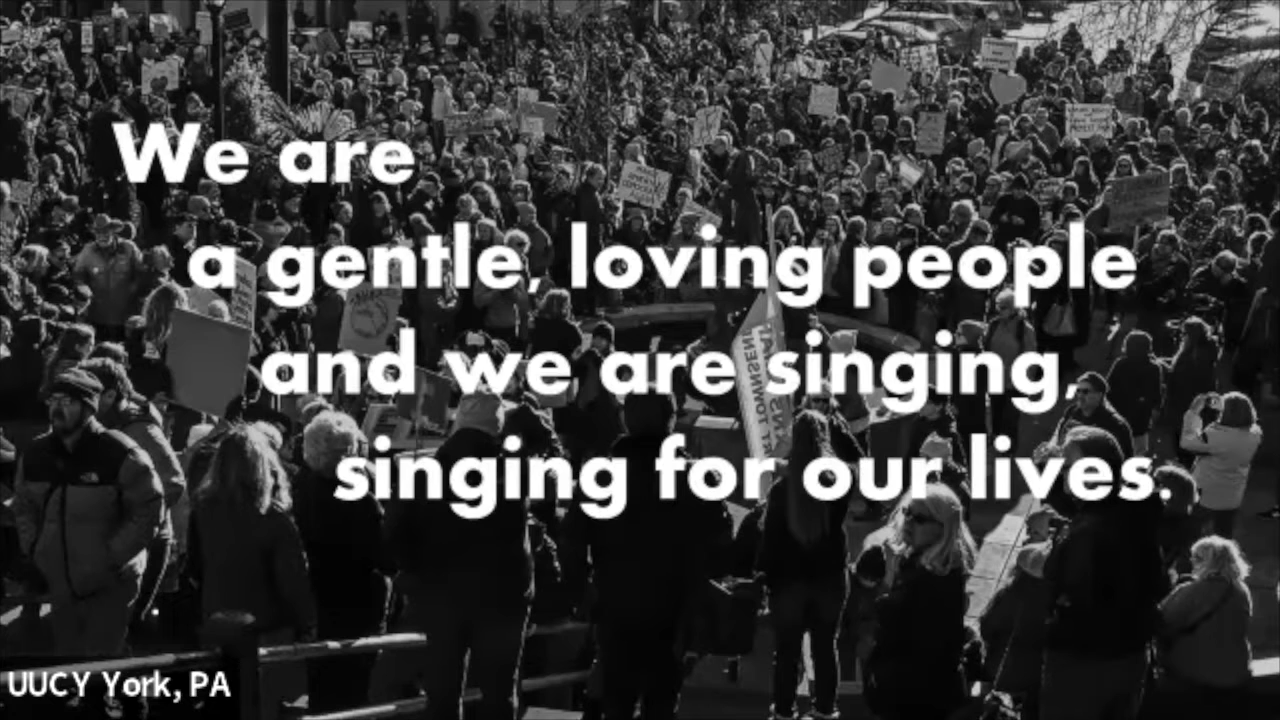 We are
a gentle, loving people
and we are singing,
singing for our lives.
UUCY York, PA